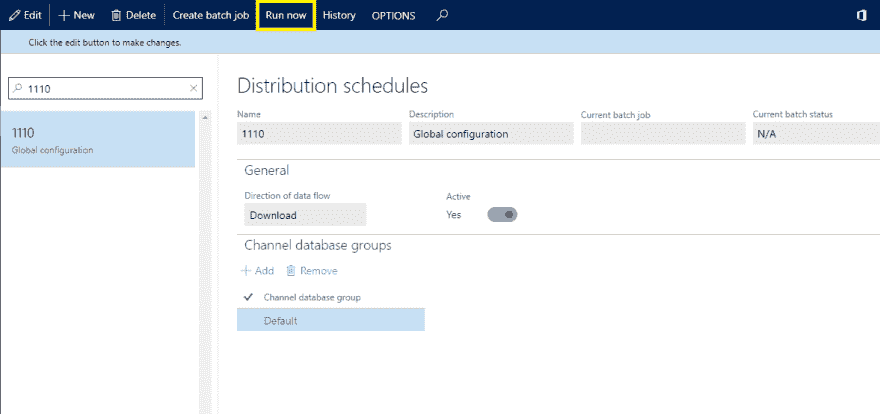 Edit New Delete Create batch job Run now History OPTIONS
Click the edit button to make changes.
1110
1110
Global configuration
Distribution schedules
Name Description Current batch job Current batch status
1110 Global configuration N/A
General
Direction of data flow Active
Download Yes
Channel database groups
Add Remove
Channel database group
Default